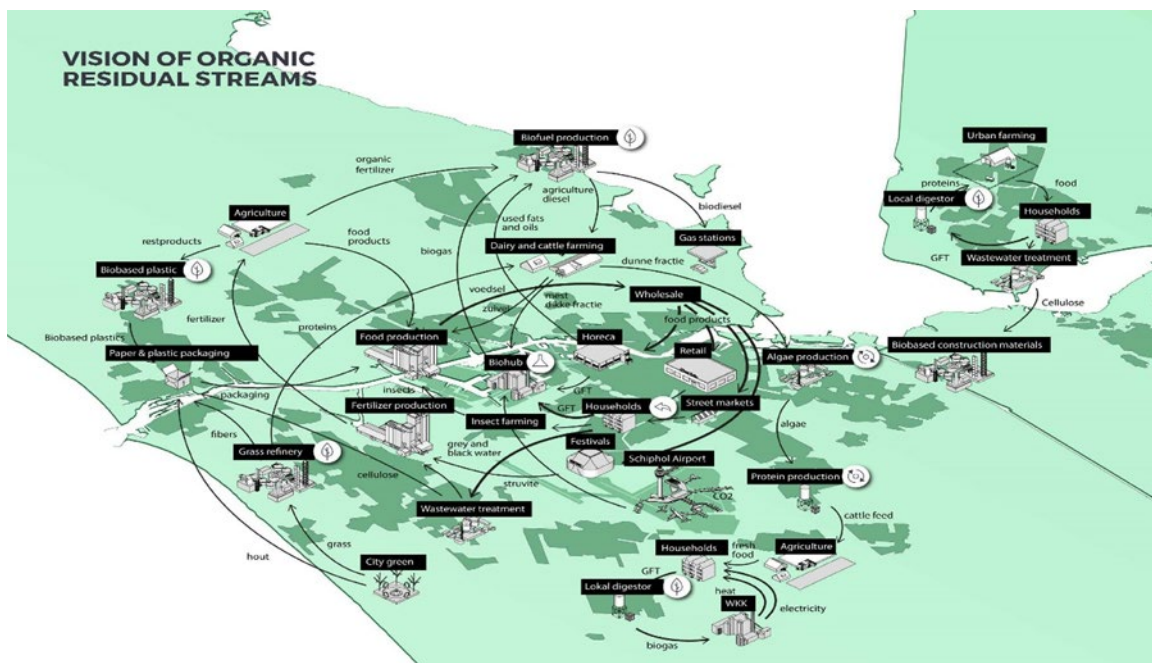 VISION OF ORGANIC
RESIDUAL STREAMS
Biofuel production
Urban farming
organic
fertilizer
agriculture
diesel
proteins
food
Local digestor
Agriculture
used fats
and oils
biodiesel
Households
food
products
Gas stations
restproducts
biogas
Dairy and cattle farming
GFT
Wastewater treatment
Biobased plastic
dunne fractie
voedsel
mest
dikke fractie
Wholesale
Cellulose
zuivel
fertilizer
proteins
food products
Biobased plastics
Food production
Horeca
Retail
Algae production
Biobased construction materials
Paper & plastic packaging
Biohub
packaging
insects
GFT
Fertilizer production
GFT
Households
Street markets
Insect farming
fibers
grey and
black water
Festivals
algae
Grass refinery
Schiphol Airport
cellulose
struvite
Protein production
CO2
Wastewater treatment
cattle feed
grass
hout
Households
fresh
food
Agriculture
City green
GFT
Lokal digestor
heat
WKK
electricity
biogas